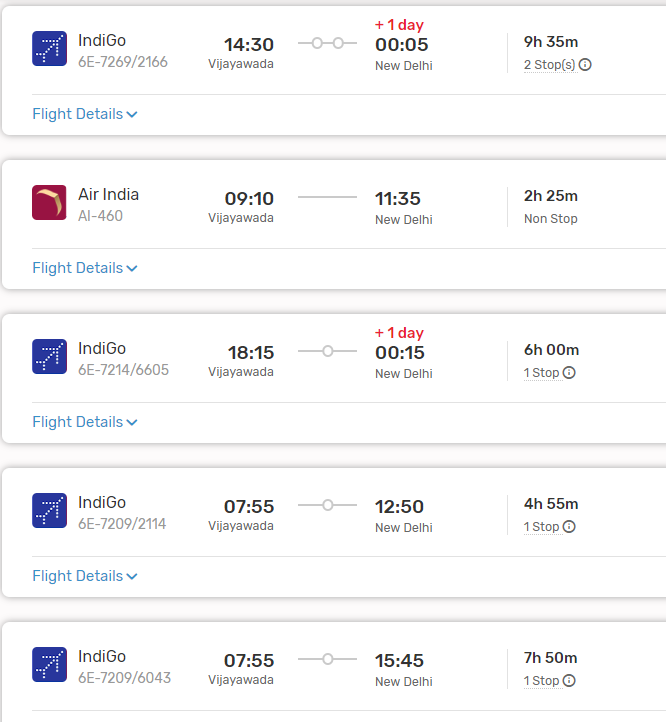 + 1 day
IndiGo 14:30 00:05 9h 35m
6E-7269/2166 Vijayawada New Delhi 2 Stop(s)
Flight Details
Air India 09:10 11:35 2h 25m
AI-460 Vijayawada New Delhi Non Stop
Flight Details
+ 1 day
IndiGo 18:15 00:15 6h 00m
6E-7214/6605 Vijayawada New Delhi 1 Stop
Flight Details
IndiGo 07:55 12:50 4h 55m
6E-7209/2114 Vijayawada New Delhi 1 Stop
Flight Details
IndiGo 07:55 15:45 7h 50m
6E-7209/6043 Vijayawada New Delhi 1 Stop